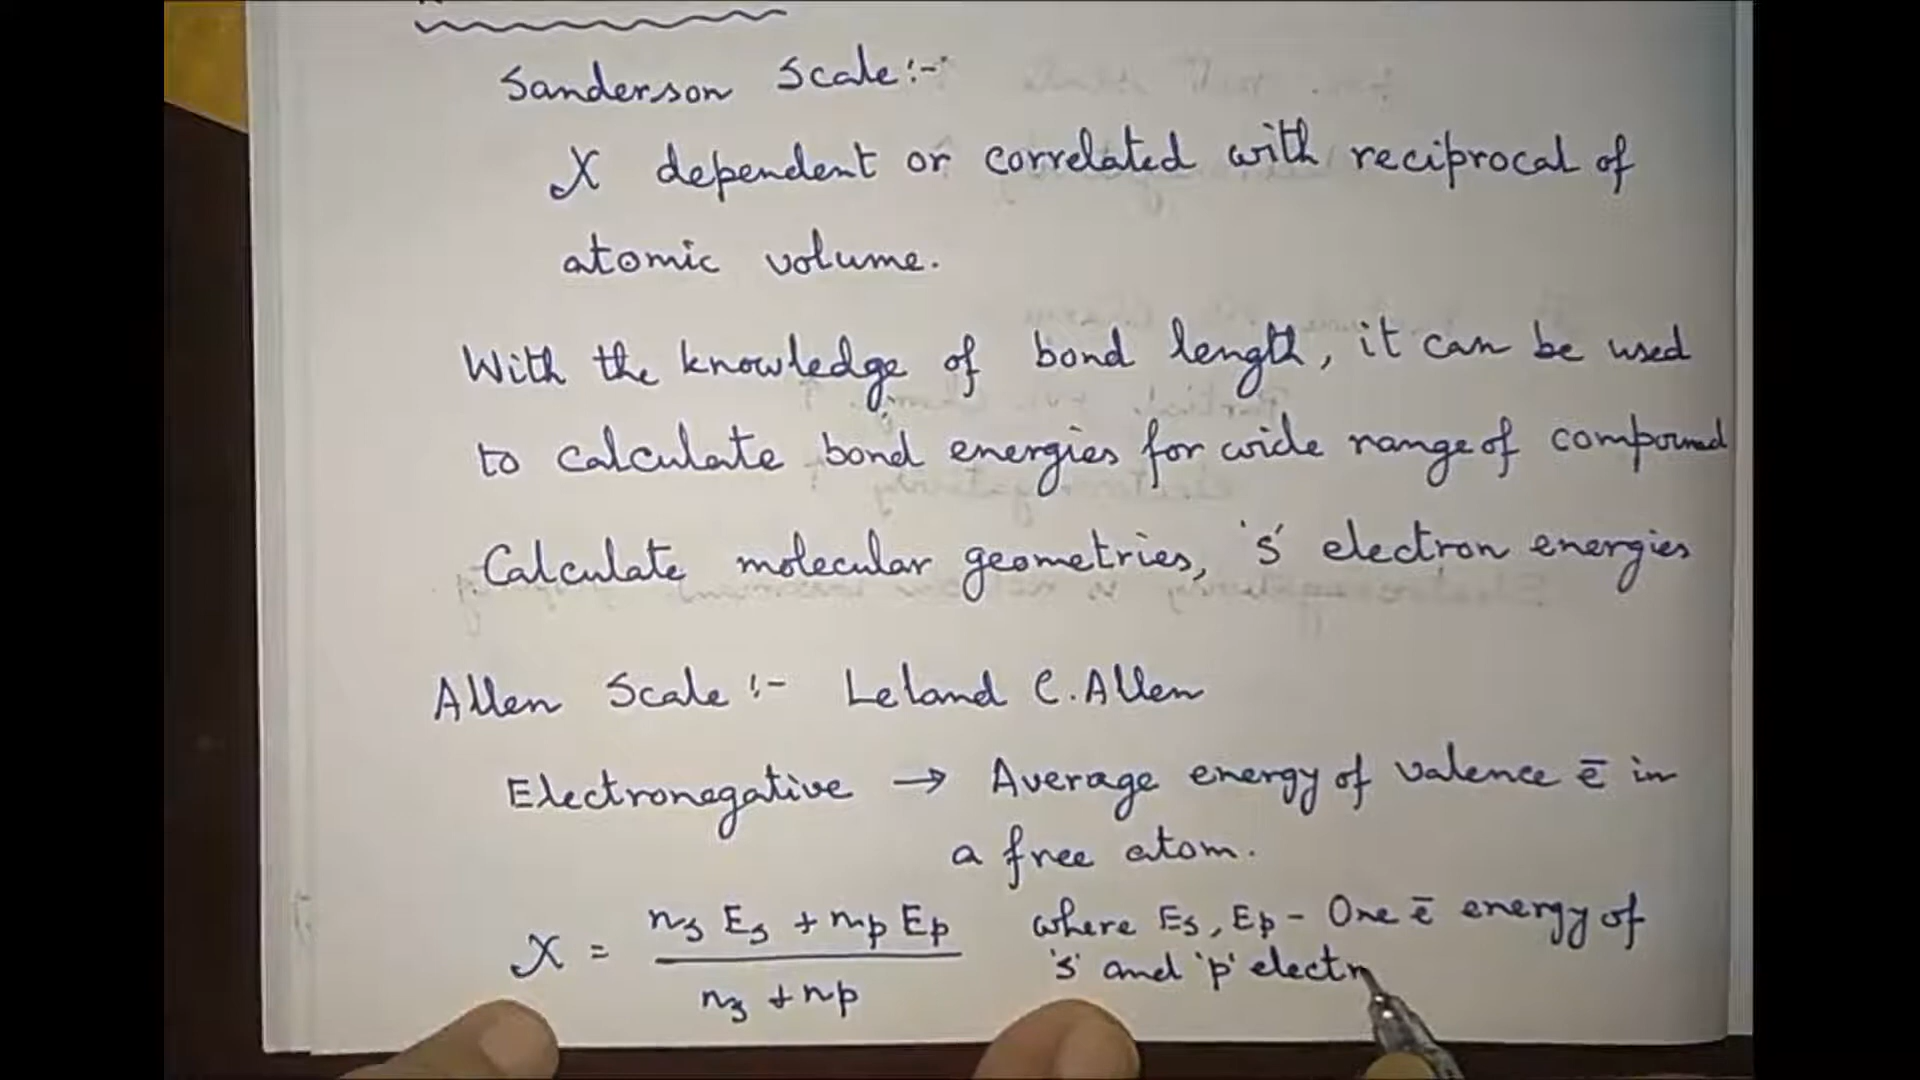 Sanderson Scale:-
X dependent or correlated with reciprocal of
atomic volume.
With the knowledge of bond length, it can be used
to calculate bond energies for wide range of compound
Calculate molecular geometries, 's' electron energies
Allen Scale :- Leland C. Allen
Electronegative → Average energy of valence ē in
a free atom.
X = (ns Es + np Ep) / (ns + np) where Es, Ep - One ē energy of
's' and 'p' electr